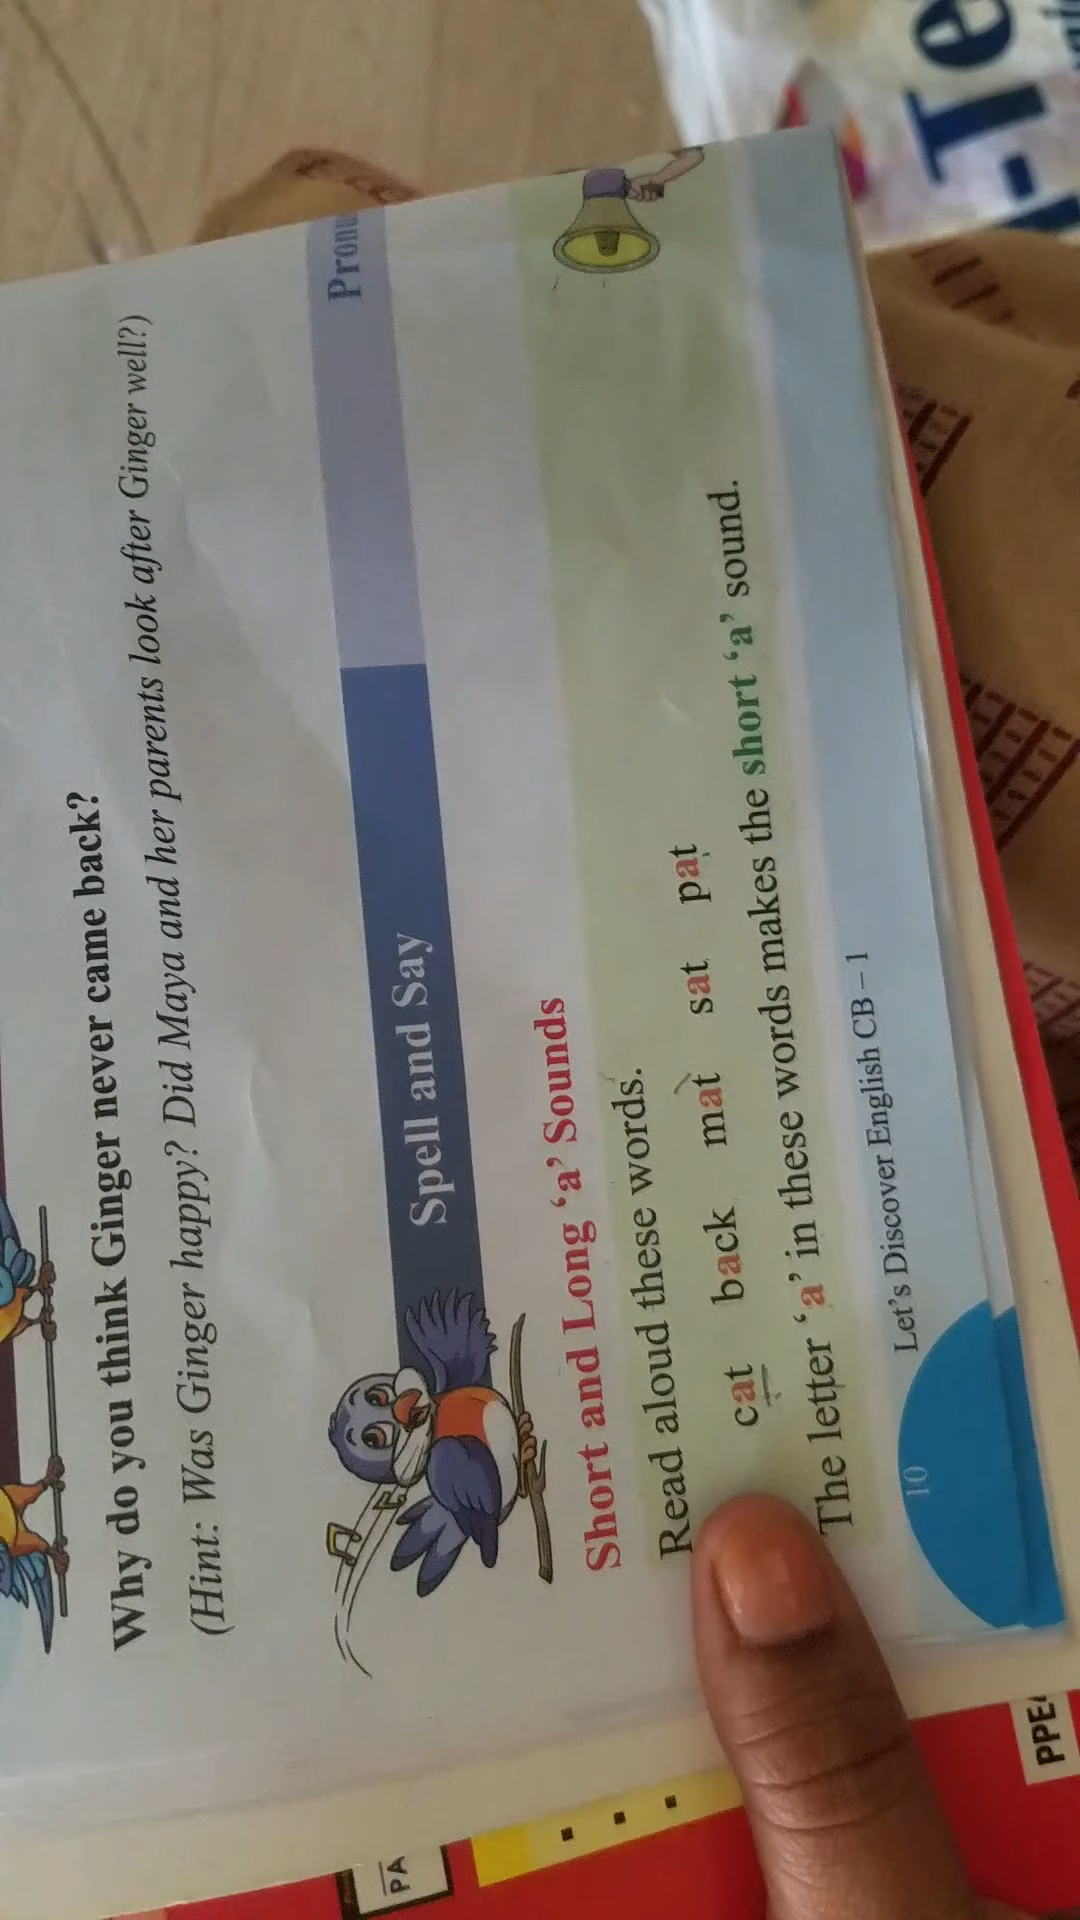 Why do you think Ginger never came back?
(Hint: Was Ginger happy? Did Maya and her parents look after Ginger well?)
Spell and Say
Short and Long ‘a’ Sounds
Read aloud these words.
cat back mat sat pat
The letter ‘a’ in these words makes the short ‘a’ sound.
10
Let’s Discover English CB – 1